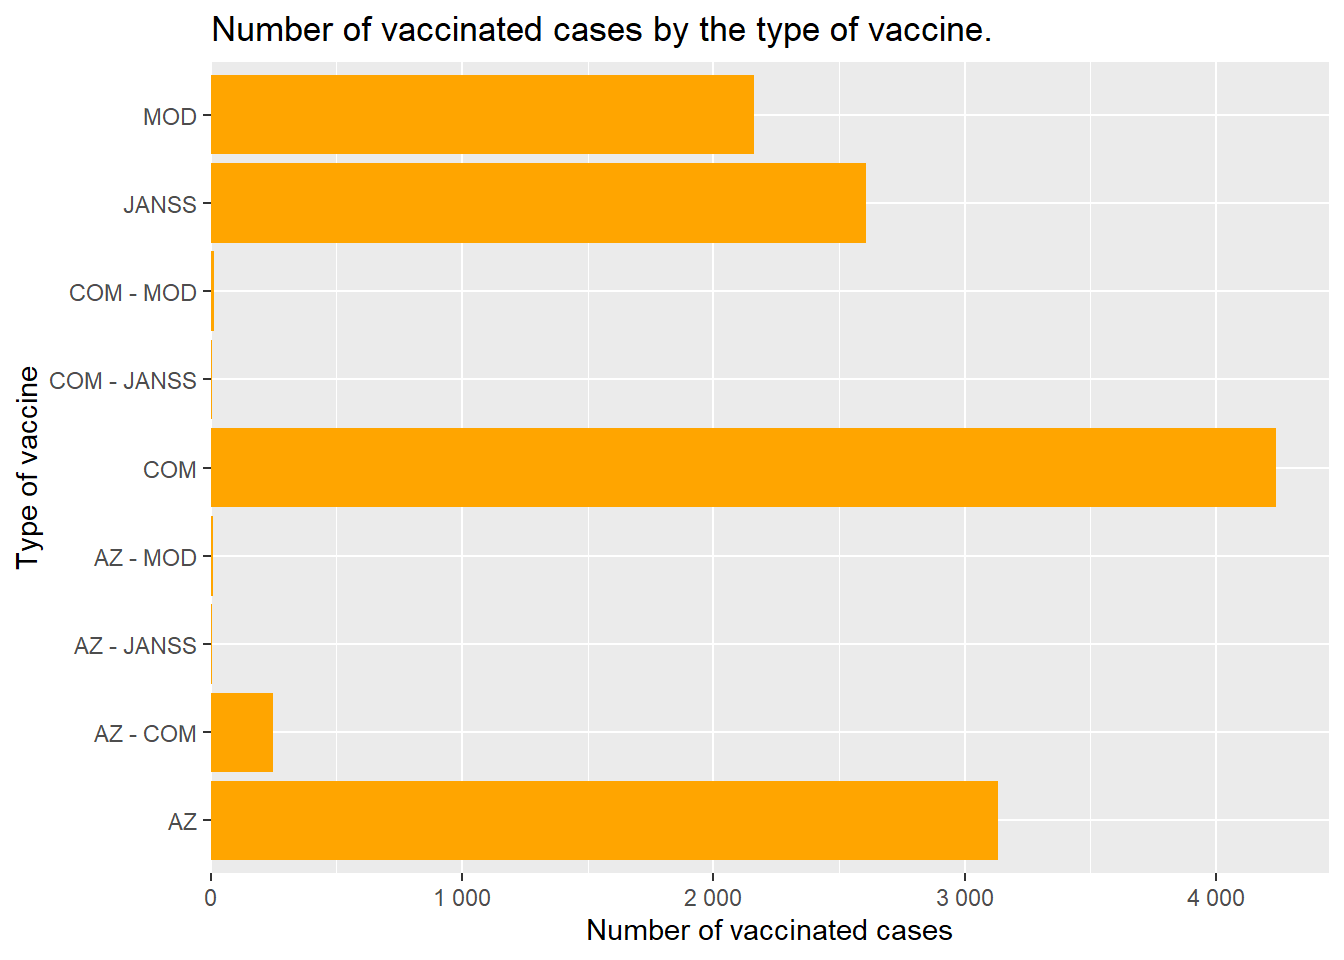 Number of vaccinated cases by the type of vaccine.
Type of vaccine
MOD
JANSS
COM - MOD
COM - JANSS
COM
AZ - MOD
AZ - JANSS
AZ - COM
AZ
0 1 000 2 000 3 000 4 000
Number of vaccinated cases